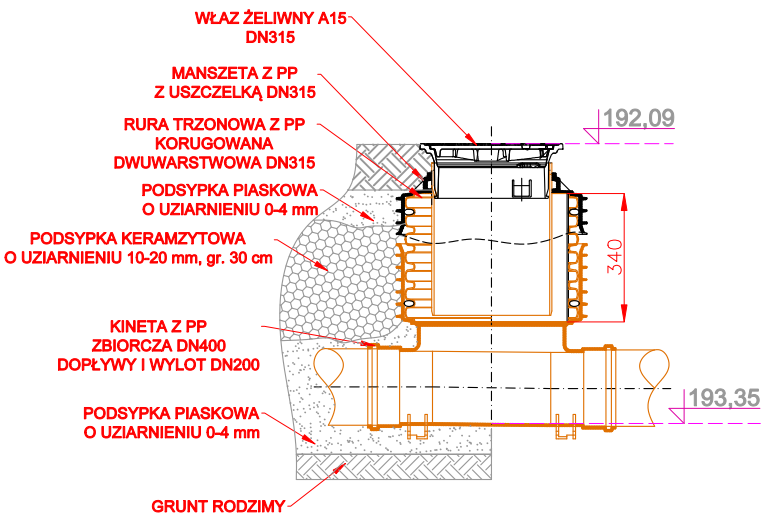 WŁAZ ŻELIWNY A15
DN315
MANSZETA Z PP
Z USZCZELKĄ DN315
RURA TRZONOWA Z PP
KORUGOWANA
DWUWARSTWOWA DN315
PODSYPKA PIASKOWA
O UZIARNIENIU 0-4 mm
PODSYPKA KERAMZYTOWA
O UZIARNIENIU 10-20 mm, gr. 30 cm
KINETA Z PP
ZBIORCZA DN400
DOPŁYWY I WYLOT DN200
PODSYPKA PIASKOWA
O UZIARNIENIU 0-4 mm
GRUNT RODZIMY
192,09
340
193,35